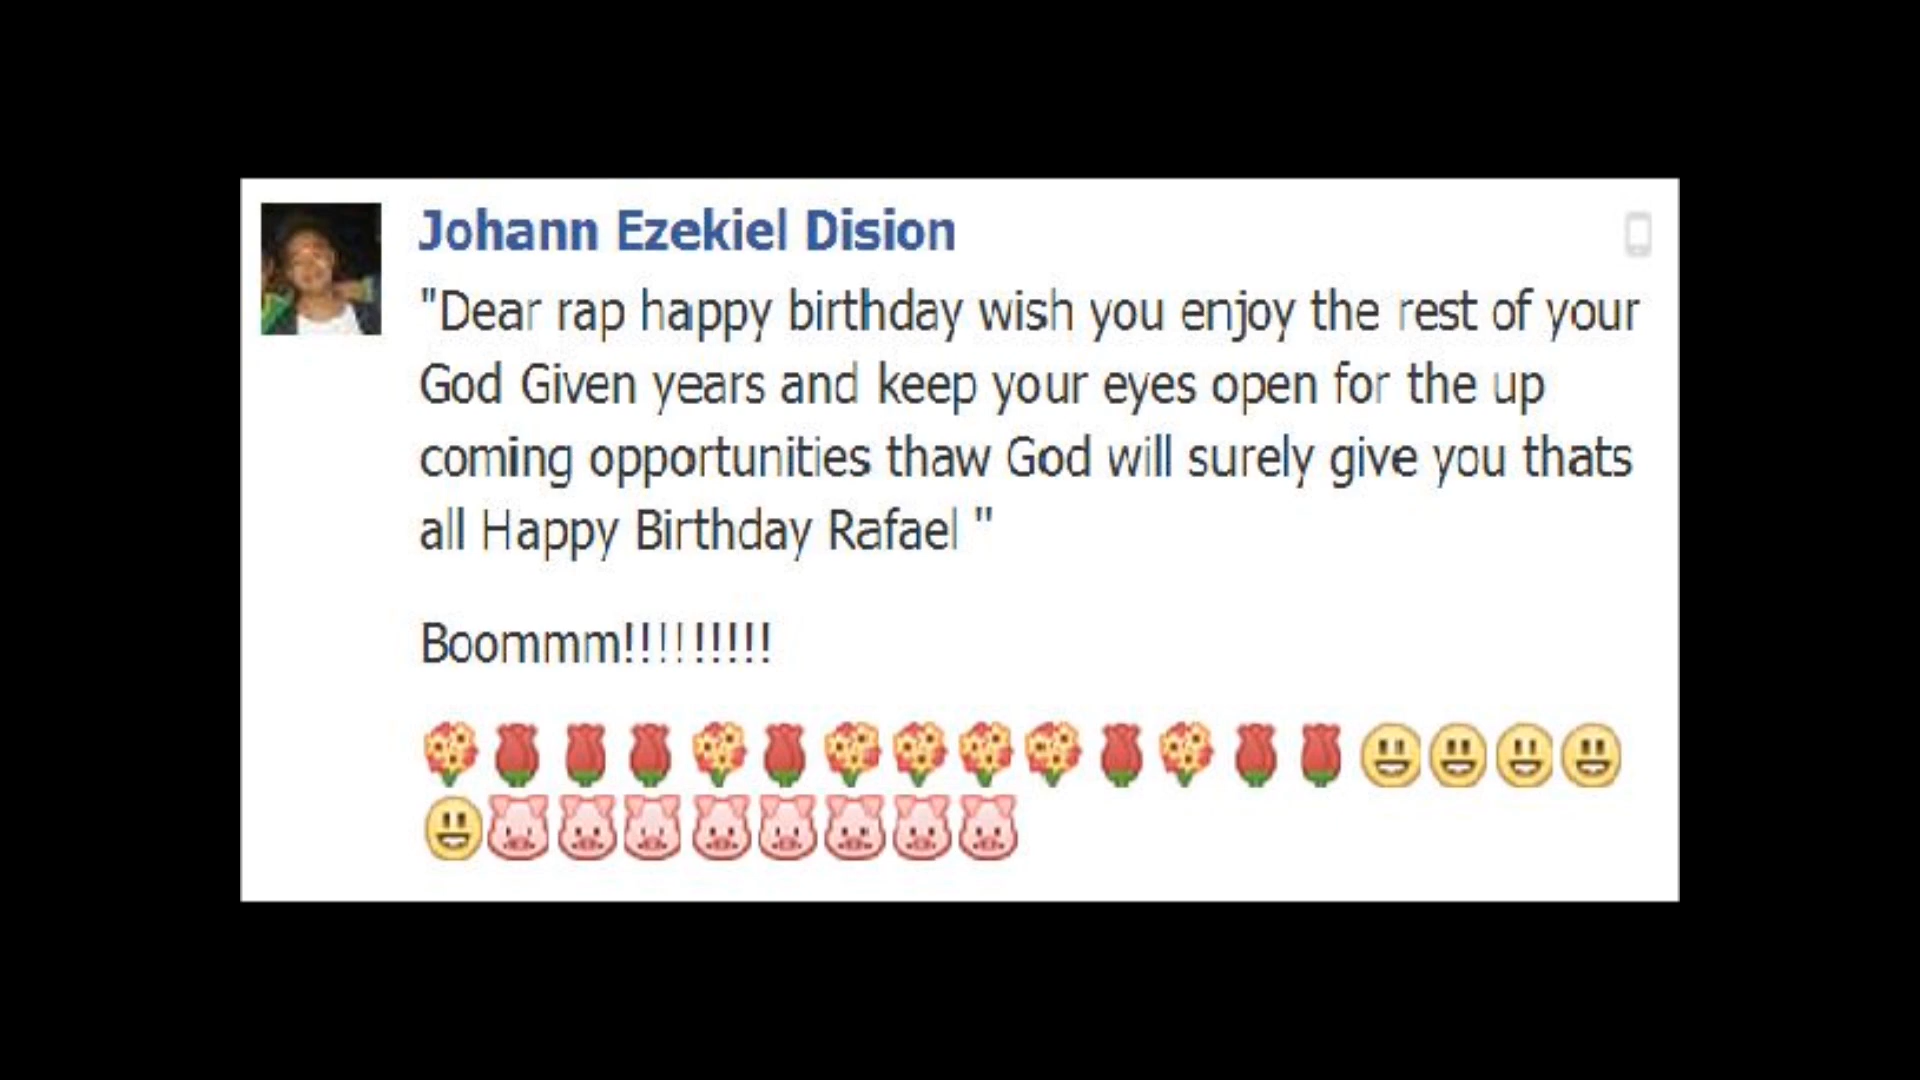 Johann Ezekiel Dision
"Dear rap happy birthday wish you enjoy the rest of your
God Given years and keep your eyes open for the up
coming opportunities thaw God will surely give you thats
all Happy Birthday Rafael "
Boommm!!!!!!!!!
💐🌹🌹🌹💐🌹💐💐💐💐🌹💐🌹🌹😃😃😃😃
😃🐷🐷🐷🐷🐷🐷🐷🐷